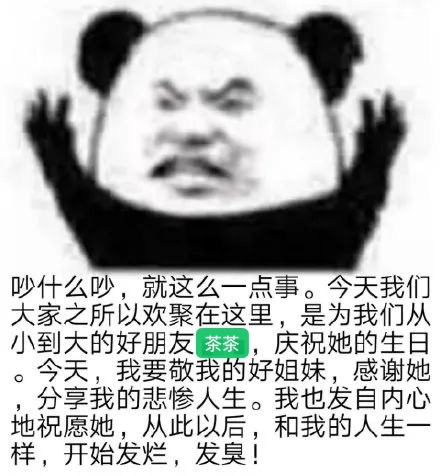 吵什么吵，就这么一点事。今天我们
大家之所以欢聚在这里，是为我们从
小到大的好朋友茶茶，庆祝她的生日
。今天，我要敬我的好姐妹，感谢她
，分享我的悲惨人生。我也发自内心
地祝愿她，从此以后，和我的人生一
样，开始发烂，发臭！